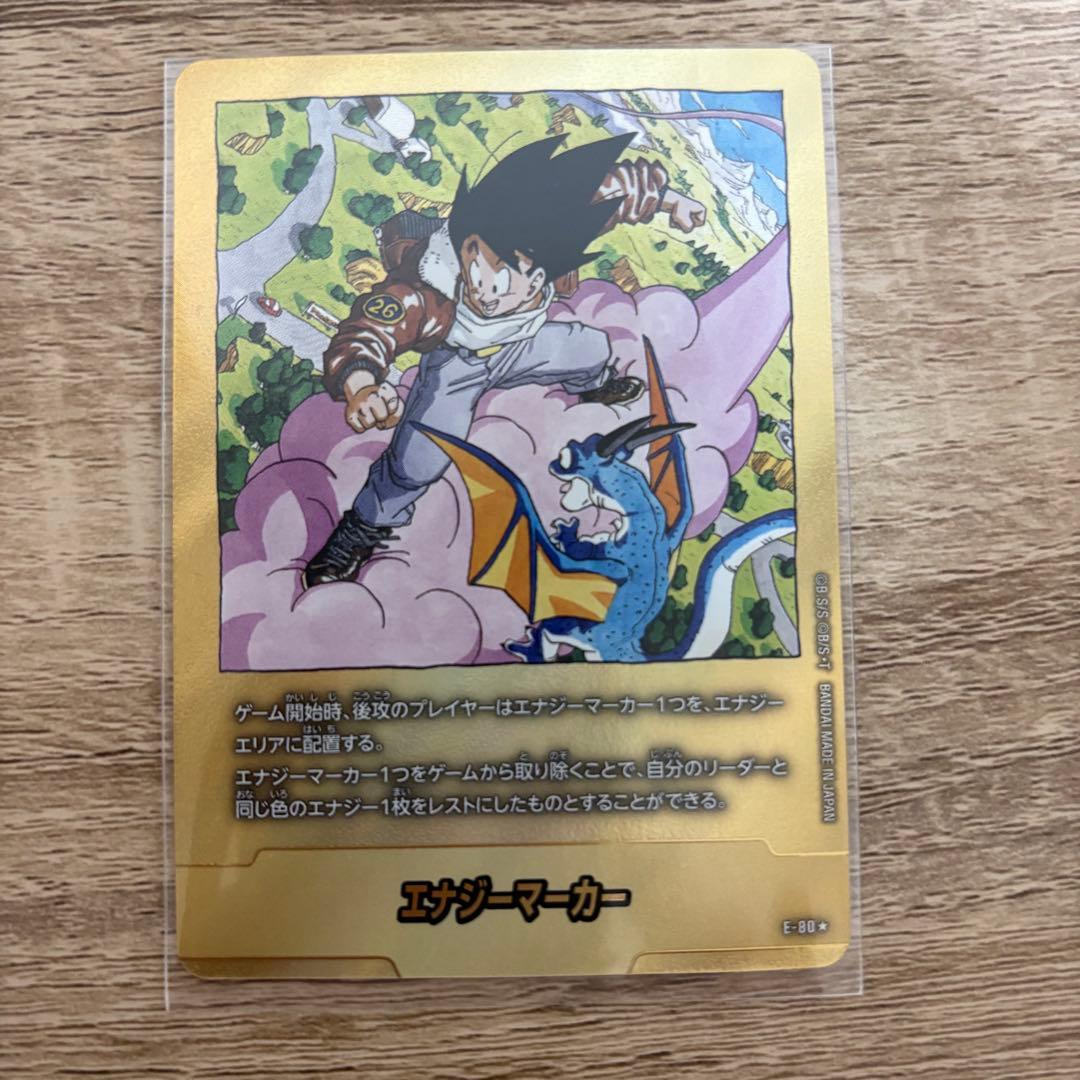 26
ゲーム開始時、後攻のプレイヤーはエナジーマーカー1つを、エナジー
エリアに配置する。
エナジーマーカー1つをゲームから取り除くことで、自分のリーダーと
同じ色のエナジー1枚をレストにしたものとすることができる。
エナジーマーカー
E-80★
©B.S/S ©B/S・T BANDAI MADE IN JAPAN